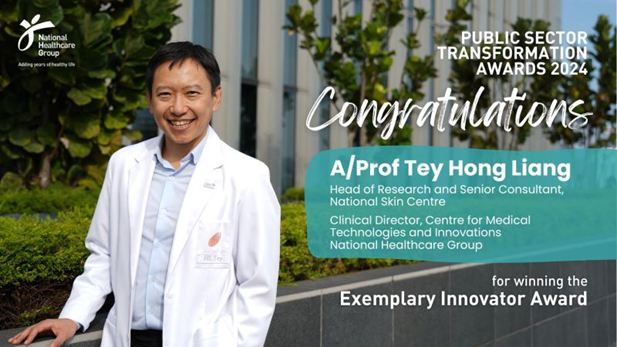 National
Healthcare
Group
Adding years of healthy life
PUBLIC SECTOR
TRANSFORMATION
AWARDS 2024
Congratulations
A/Prof Tey Hong Liang
Head of Research and Senior Consultant,
National Skin Centre
Clinical Director, Centre for Medical
Technologies and Innovations
National Healthcare Group
for winning the
Exemplary Innovator Award